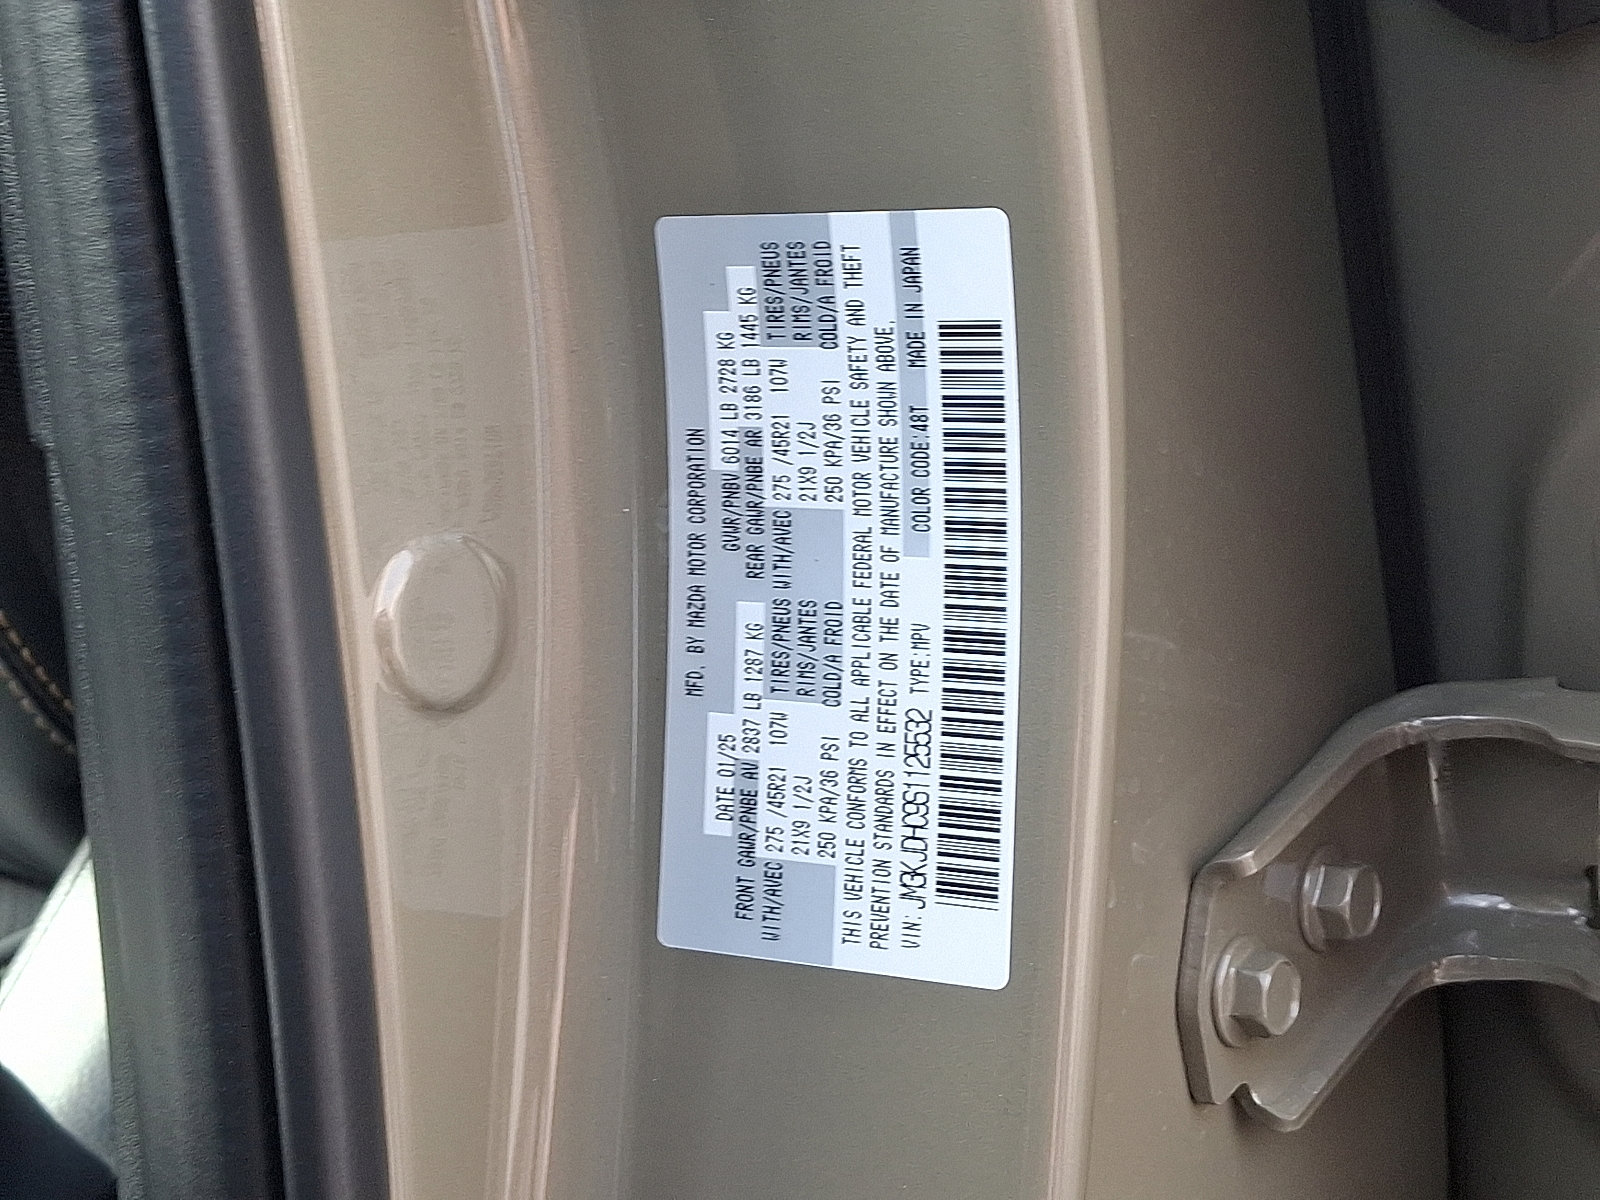 MFD. BY MAZDA MOTOR CORPORATION
DATE 01/25 GVWR/PNBV 6014 LB 2728 KG
FRONT GAWR/PNBE AV 2837 LB 1287 KG REAR GAWR/PNBE AR 3186 LB 1445 KG
WITH/AVEC 275 /45R21 107W TIRES/PNEUS WITH/AVEC 275 /45R21 107W TIRES/PNEUS
21X9 1/2J RIMS/JANTES 21X9 1/2J RIMS/JANTES
250 KPA/36 PSI COLD/A FROID 250 KPA/36 PSI COLD/A FROID
THIS VEHICLE CONFORMS TO ALL APPLICABLE FEDERAL MOTOR VEHICLE SAFETY AND THEFT
PREVENTION STANDARDS IN EFFECT ON THE DATE OF MANUFACTURE SHOWN ABOVE.
VIN: JM3KJDHC9S1125532 TYPE:MPV COLOR CODE:48T MADE IN JAPAN